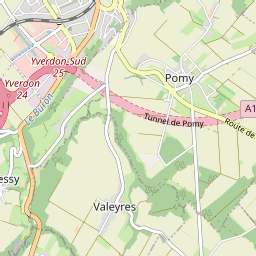 Yverdon-Sud
25
Yverdon
24
Le Buron
Pomy
A1
Tunnel de Pomy
Route de
essy
Valeyres